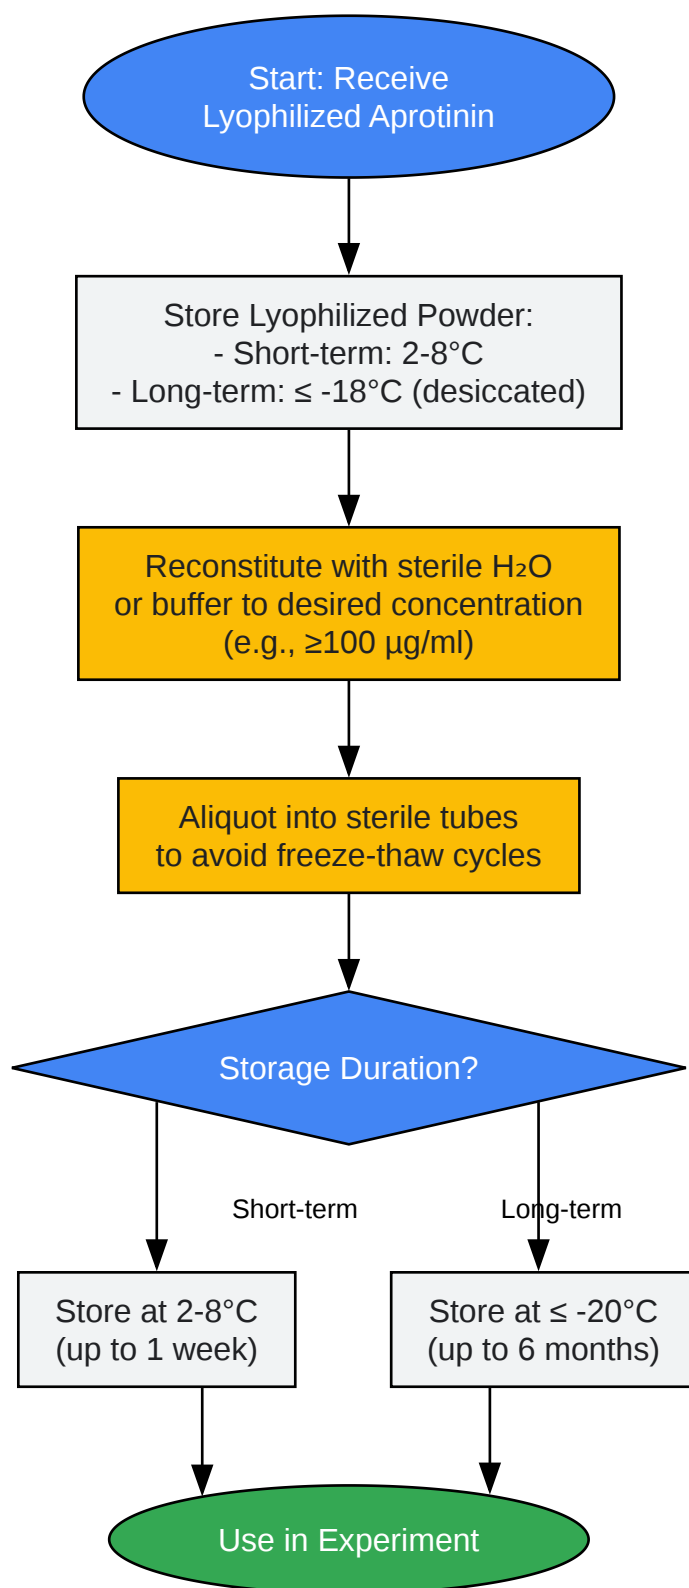 Start: Receive
Lyophilized Aprotinin
Store Lyophilized Powder:
- Short-term: 2-8°C
- Long-term: ≤ -18°C (desiccated)
Reconstitute with sterile H₂O
or buffer to desired concentration
(e.g., ≥100 µg/ml)
Aliquot into sterile tubes
to avoid freeze-thaw cycles
Storage Duration?
Short-term
Long-term
Store at 2-8°C
(up to 1 week)
Store at ≤ -20°C
(up to 6 months)
Use in Experiment